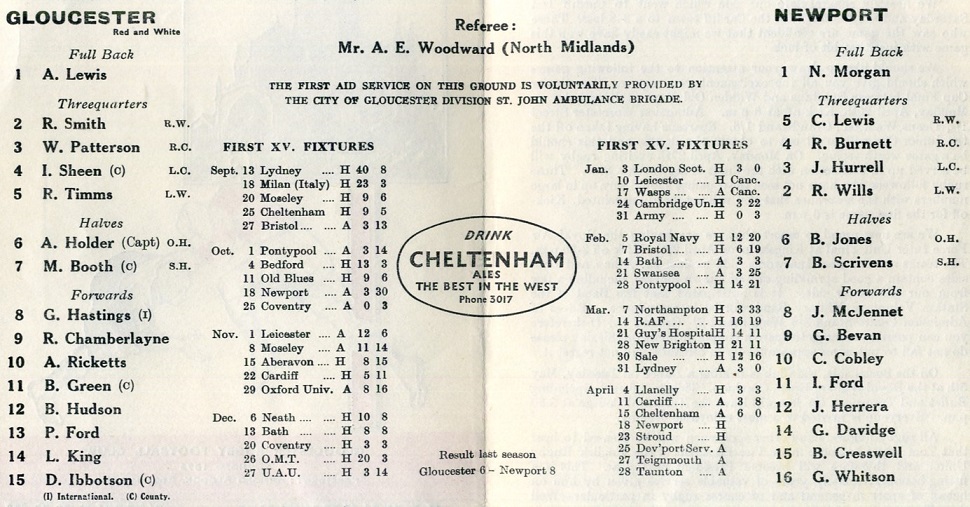 GLOUCESTER
Red and White
Full Back
1 A. Lewis
Threequarters
2 R. Smith R.W.
3 W. Patterson R.C.
4 I. Sheen (C) L.C.
5 R. Timms L.W.
Halves
6 A. Holder (Capt) O.H.
7 M. Booth (C) S.H.
Forwards
8 G. Hastings (I)
9 R. Chamberlayne
10 A. Ricketts
11 B. Green (C)
12 B. Hudson
13 P. Ford
14 L. King
15 D. Ibbotson (C)
(I) International. (C) County.
Referee :
Mr. A. E. Woodward (North Midlands)
THE FIRST AID SERVICE ON THIS GROUND IS VOLUNTARILY PROVIDED BY
THE CITY OF GLOUCESTER DIVISION ST. JOHN AMBULANCE BRIGADE.
FIRST XV. FIXTURES
Sept. 13 Lydney .... H 40 8
18 Milan (Italy) H 23 3
20 Moseley .... H 9 6
25 Cheltenham H 9 5
27 Bristol .... .... A 3 13
Oct. 1 Pontypool .... A 3 14
4 Bedford .... H 13 3
11 Old Blues .... H 9 6
18 Newport .... A 3 30
25 Coventry .... A 0 3
Nov. 1 Leicester .... A 12 6
8 Moseley .... A 11 14
15 Aberavon .... H 8 15
22 Cardiff .... H 5 11
29 Oxford Univ. A 8 16
Dec. 6 Neath .... .... H 10 8
13 Bath .... .... H 8 8
20 Coventry .... H 3 3
26 O.M.T. .... H 20 3
27 U.A.U. .... H 3 14
DRINK
CHELTENHAM
ALES
THE BEST IN THE WEST
Phone 3017
Result last season
Gloucester 6 - Newport 8
FIRST XV. FIXTURES
Jan. 3 London Scot. H 3 0
10 Leicester .... H Canc.
17 Wasps .... A Canc.
24 Cambridge Un. H 3 22
31 Army .... .... H 0 3
Feb. 5 Royal Navy H 12 20
7 Bristol .... .... H 6 19
14 Bath .... .... A 3 3
21 Swansea .... A 3 25
28 Pontypool .... H 14 21
Mar. 7 Northampton H 3 33
14 R.AF. ... ... H 16 19
21 Guy's Hospital H 14 11
28 New Brighton H 21 11
30 Sale .... .... H 12 16
31 Lydney .... A 3 0
April 4 Llanelly .... H 3 3
11 Cardiff .... .... A 3 8
15 Cheltenham A 6 0
18 Newport .... H
23 Stroud .... H
25 Dev'port Serv. A
27 Teignmouth A
28 Taunton .... A
NEWPORT
Full Back
1 N. Morgan
Threequarters
5 C. Lewis R.W.
4 R. Burnett R.C.
3 J. Hurrell L.C.
2 R. Wills L.W.
Halves
6 B. Jones O.H.
7 B. Scrivens S.H.
Forwards
8 J. McJennet
9 G. Bevan
10 C. Cobley
11 I. Ford
12 J. Herrera
14 G. Davidge
15 B. Cresswell
16 G. Whitson